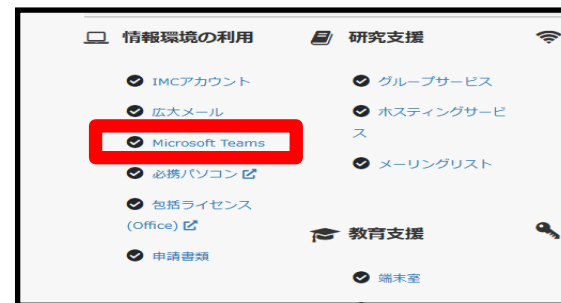 情報環境の利用
IMCアカウント
広大メール
Microsoft Teams
必携パソコン
包括ライセンス
(Office)
申請書類
研究支援
グループサービス
ホスティングサービ
ス
メーリングリスト
教育支援
端末室